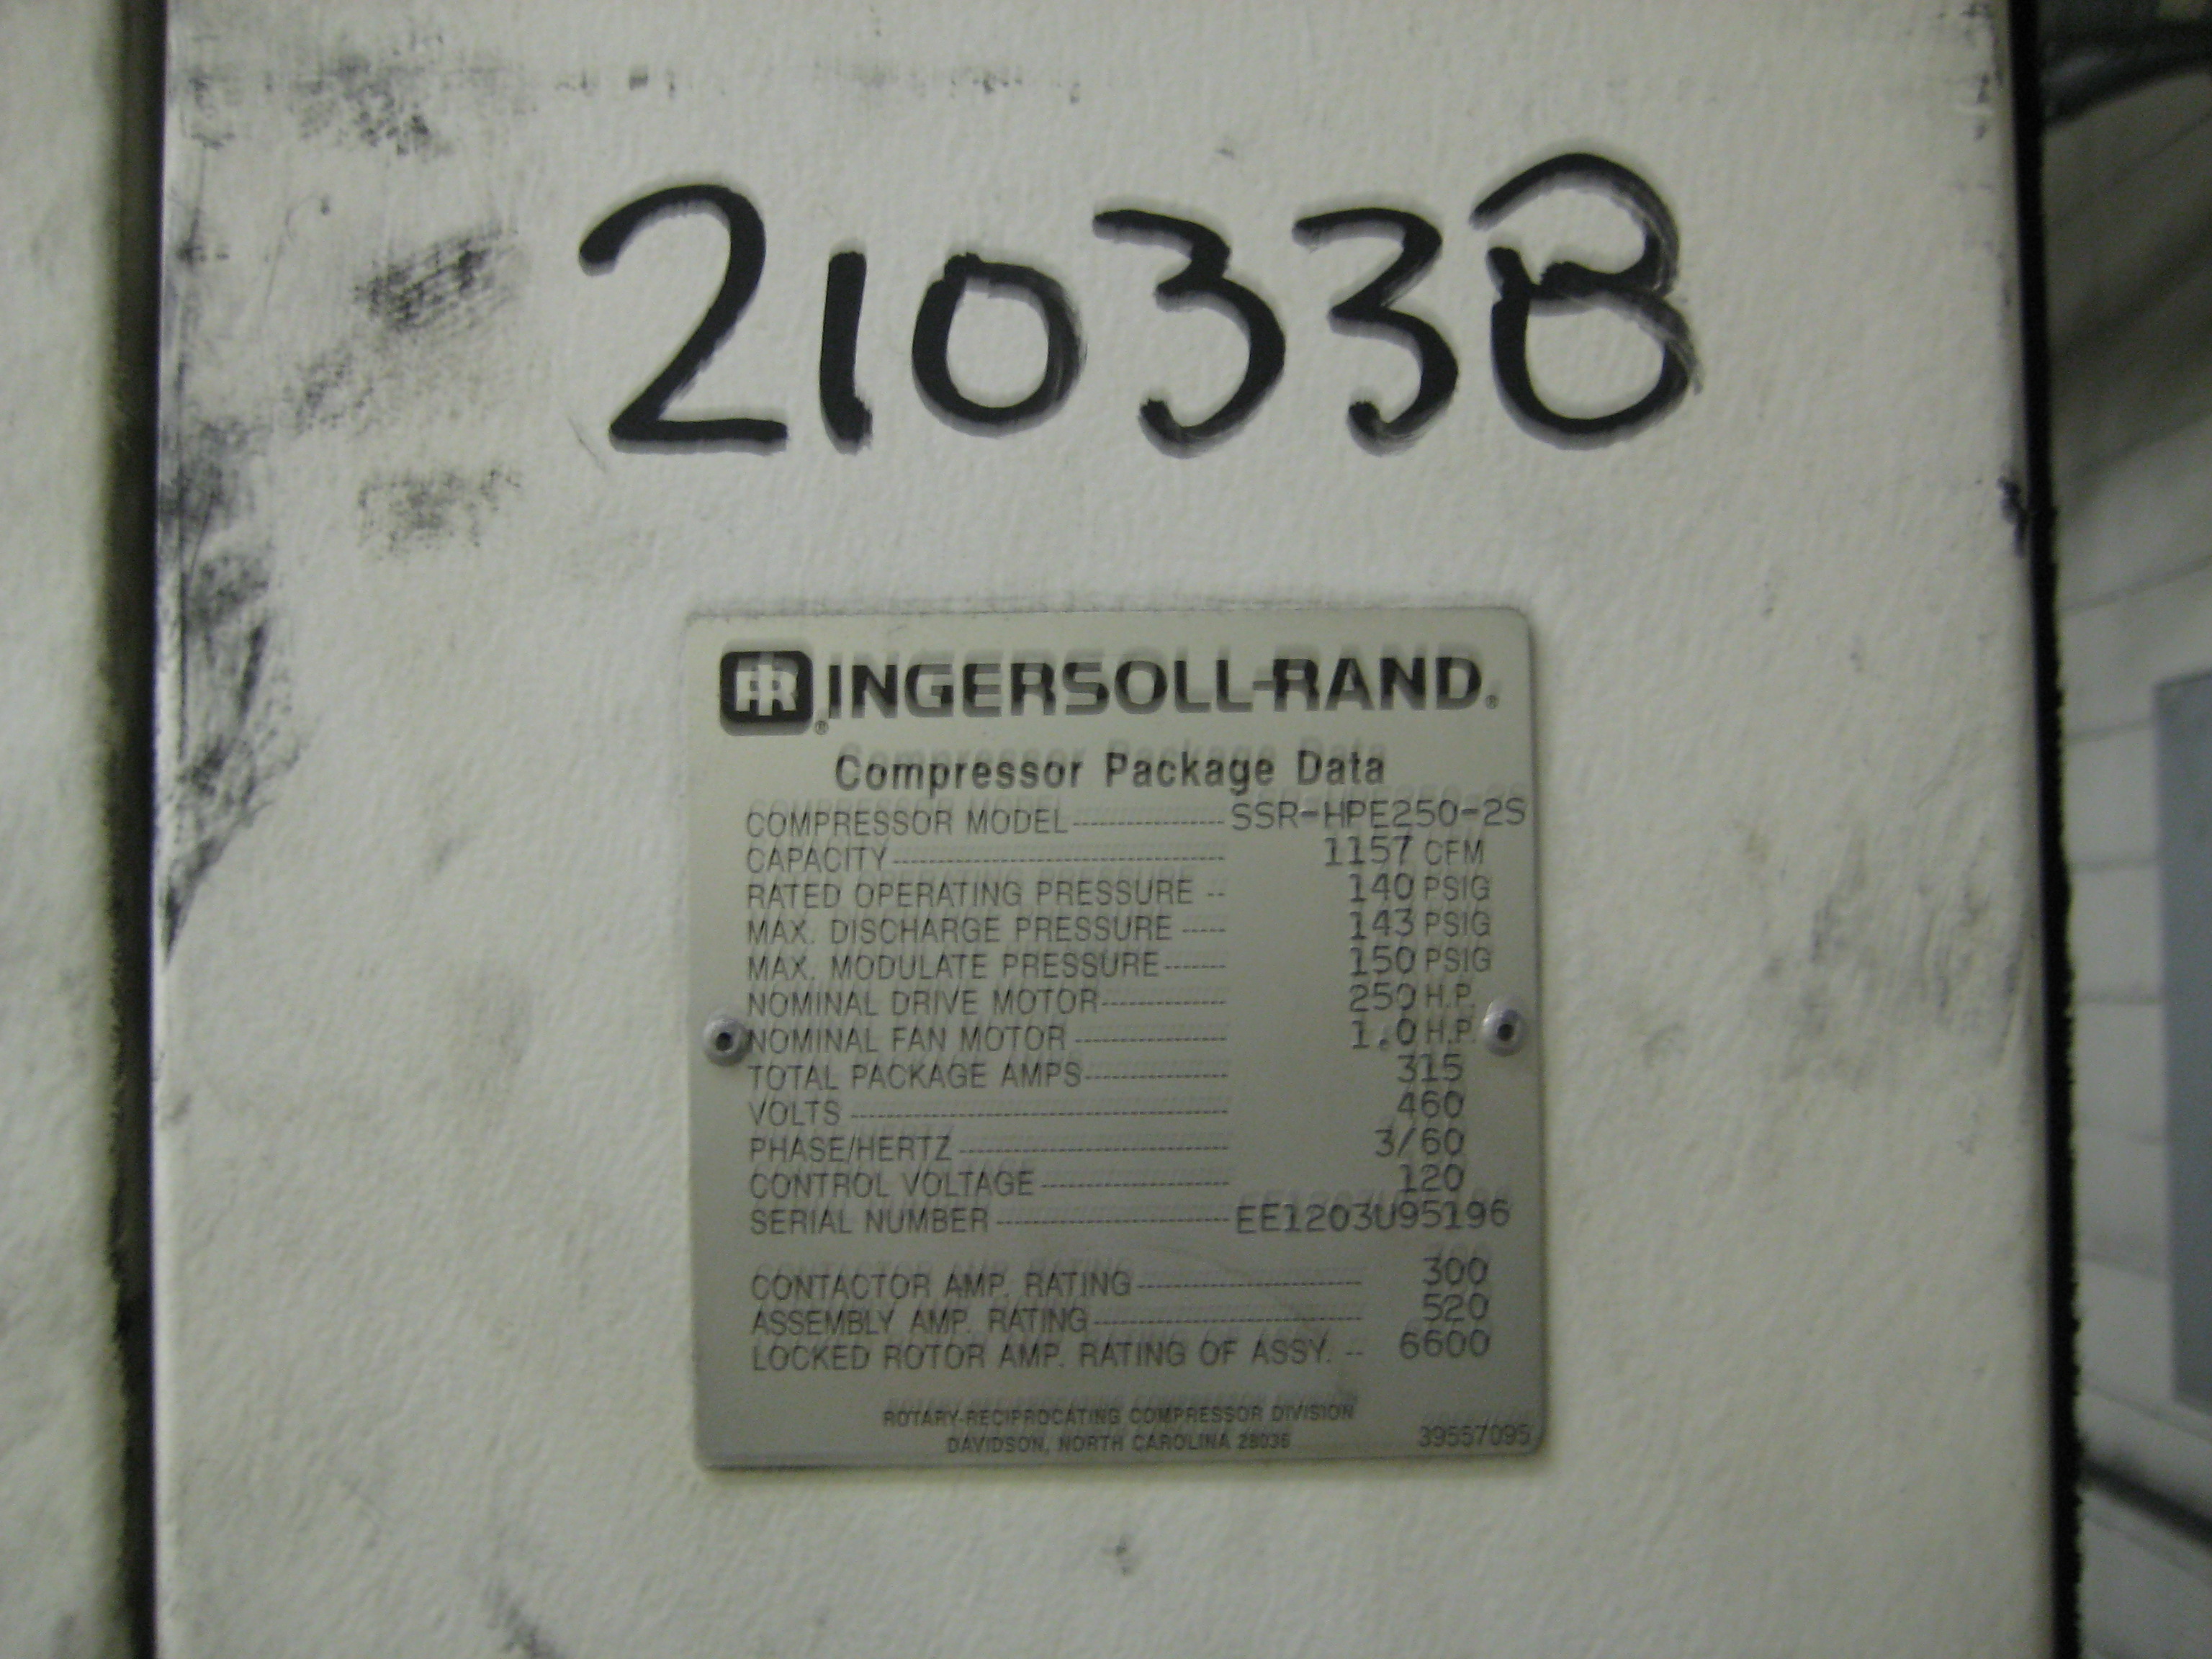 210338
IR® INGERSOLL-RAND®
Compressor Package Data
COMPRESSOR MODEL SSR-HPE250-2S
CAPACITY 1157 CFM
RATED OPERATING PRESSURE 140 PSIG
MAX. DISCHARGE PRESSURE 143 PSIG
MAX. MODULATE PRESSURE 150 PSIG
NOMINAL DRIVE MOTOR 250 H.P.
NOMINAL FAN MOTOR 1.0 H.P.
TOTAL PACKAGE AMPS 315
VOLTS 460
PHASE/HERTZ 3/60
CONTROL VOLTAGE 120
SERIAL NUMBER EE1203U95196
CONTACTOR AMP. RATING 300
ASSEMBLY AMP. RATING 520
LOCKED ROTOR AMP. RATING OF ASSY. 6600
ROTARY-RECIPROCATING COMPRESSOR DIVISION
DAVIDSON, NORTH CAROLINA 28036 39557095